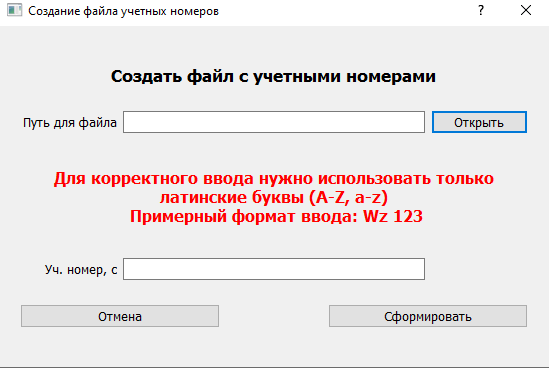 Создание файла учетных номеров
Создать файл с учетными номерами
Путь для файла
Открыть
Для корректного ввода нужно использовать только
латинские буквы (A-Z, a-z)
Примерный формат ввода: Wz 123
Уч. номер, с
Отмена
Сформировать